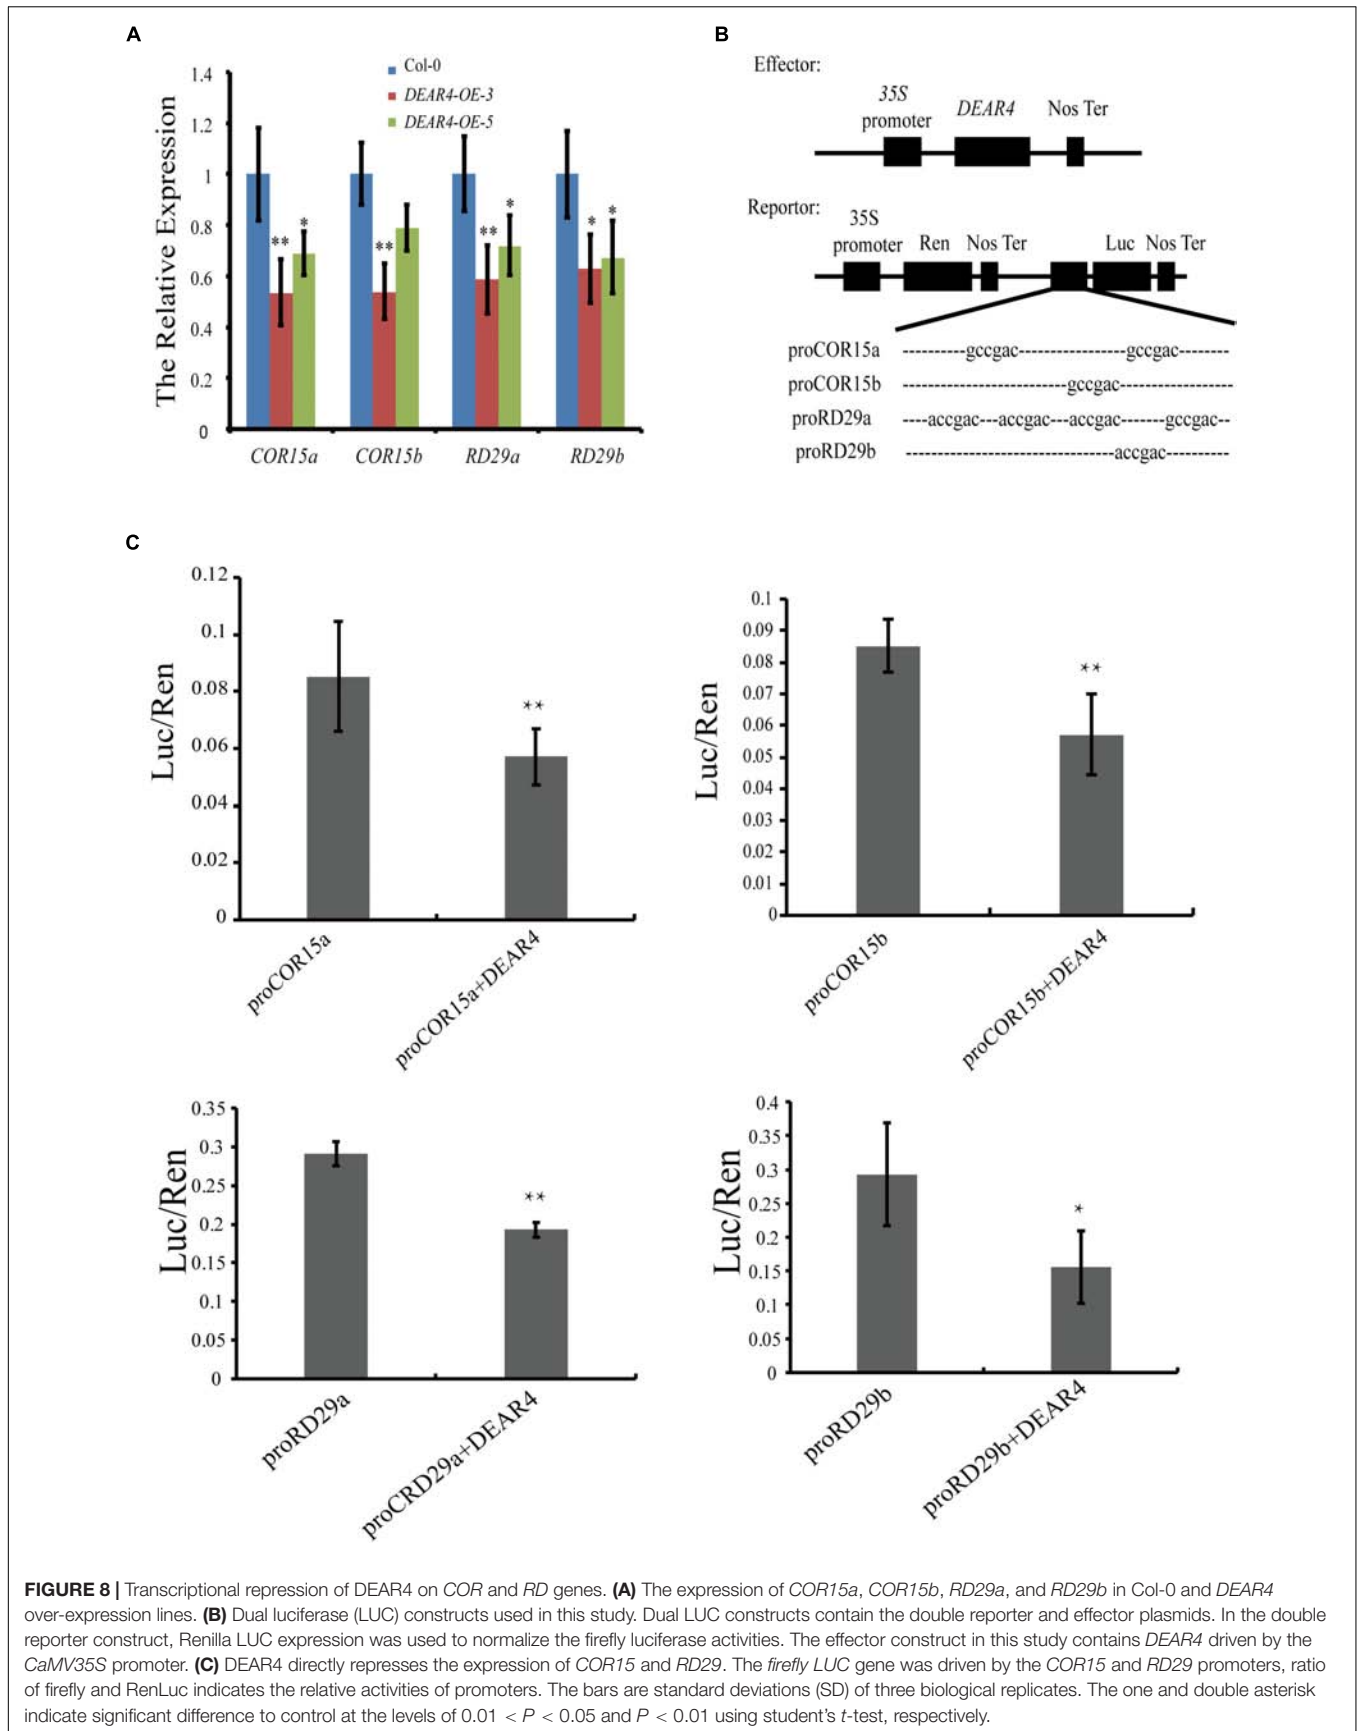 A
1.4
1.2
1
0.8
0.6
0.4
0.2
0
The Relative Expression
Col-0
DEAR4-OE-3
DEAR4-OE-5
** *
**
** *
* *
COR15a COR15b RD29a RD29b
B
Effector:
35S
promoter DEAR4 Nos Ter
Reportor:
35S
promoter Ren Nos Ter Luc Nos Ter
proCOR15a ---------gccgac---------------gccgac-------
proCOR15b -----------------------gccgac----------------
proRD29a ----accgac---accgac---accgac------gccgac--
proRD29b ------------------------------accgac---------
C
0.12
0.1
0.08
0.06
0.04
0.02
0
Luc/Ren
**
proCOR15a
proCOR15a+DEAR4
0.1
0.09
0.08
0.07
0.06
0.05
0.04
0.03
0.02
0.01
0
Luc/Ren
**
proCOR15b
proCOR15b+DEAR4
0.35
0.3
0.25
0.2
0.15
0.1
0.05
0
Luc/Ren
**
proRD29a
proCRD29a+DEAR4
0.4
0.35
0.3
0.25
0.2
0.15
0.1
0.05
0
Luc/Ren
*
proRD29b
proRD29b+DEAR4
FIGURE 8 | Transcriptional repression of DEAR4 on COR and RD genes. (A) The expression of COR15a, COR15b, RD29a, and RD29b in Col-0 and DEAR4
over-expression lines. (B) Dual luciferase (LUC) constructs used in this study. Dual LUC constructs contain the double reporter and effector plasmids. In the double
reporter construct, Renilla LUC expression was used to normalize the firefly luciferase activities. The effector construct in this study contains DEAR4 driven by the
CaMV35S promoter. (C) DEAR4 directly represses the expression of COR15 and RD29. The firefly LUC gene was driven by the COR15 and RD29 promoters, ratio
of firefly and RenLuc indicates the relative activities of promoters. The bars are standard deviations (SD) of three biological replicates. The one and double asterisk
indicate significant difference to control at the levels of 0.01 < P < 0.05 and P < 0.01 using student's t-test, respectively.